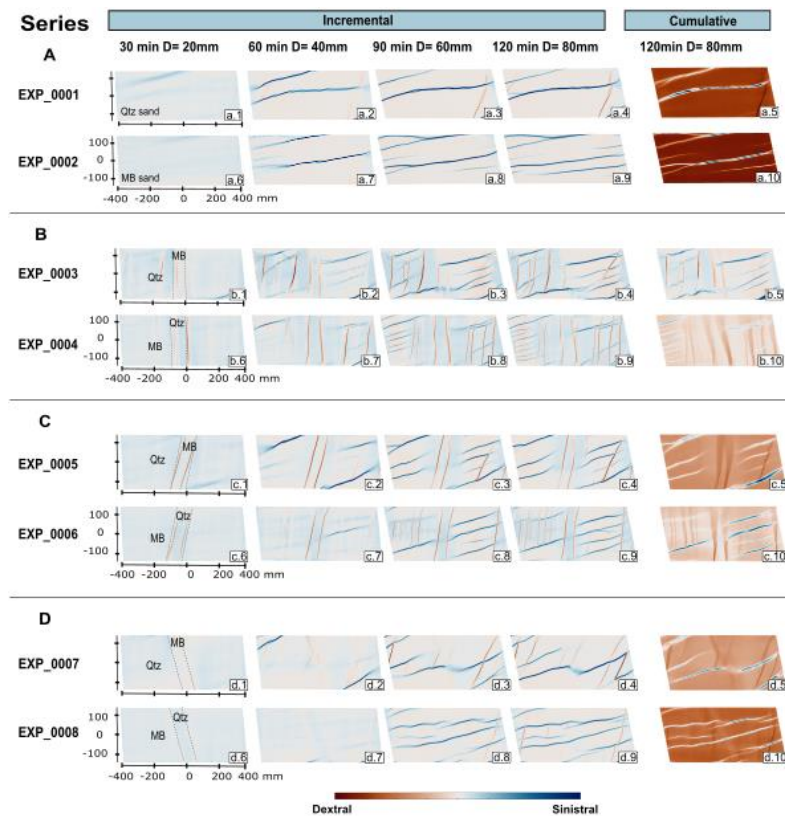 Series
Incremental
Cumulative
30 min D= 20mm
60 min D= 40mm
90 min D= 60mm
120 min D= 80mm
120min D= 80mm
A
EXP_0001
Qtz sand
a.1
a.2
a.3
a.4
a.5
EXP_0002
100
0
-100
MB sand
a.6
a.7
a.8
a.9
a.10
-400 -200 0 200 400 mm
B
EXP_0003
MB
Qtz
b.1
b.2
b.3
b.4
b.5
EXP_0004
100
0
-100
Qtz
MB
b.6
b.7
b.8
b.9
b.10
-400 -200 0 200 400 mm
C
EXP_0005
MB
Qtz
c.1
c.2
c.3
c.4
c.5
EXP_0006
100
0
-100
Qtz
MB
c.6
c.7
c.8
c.9
c.10
-400 -200 0 200 400 mm
D
EXP_0007
MB
Qtz
d.1
d.2
d.3
d.4
d.5
EXP_0008
100
0
-100
Qtz
MB
d.6
d.7
d.8
d.9
d.10
-400 -200 0 200 400 mm
Dextral
Sinistral